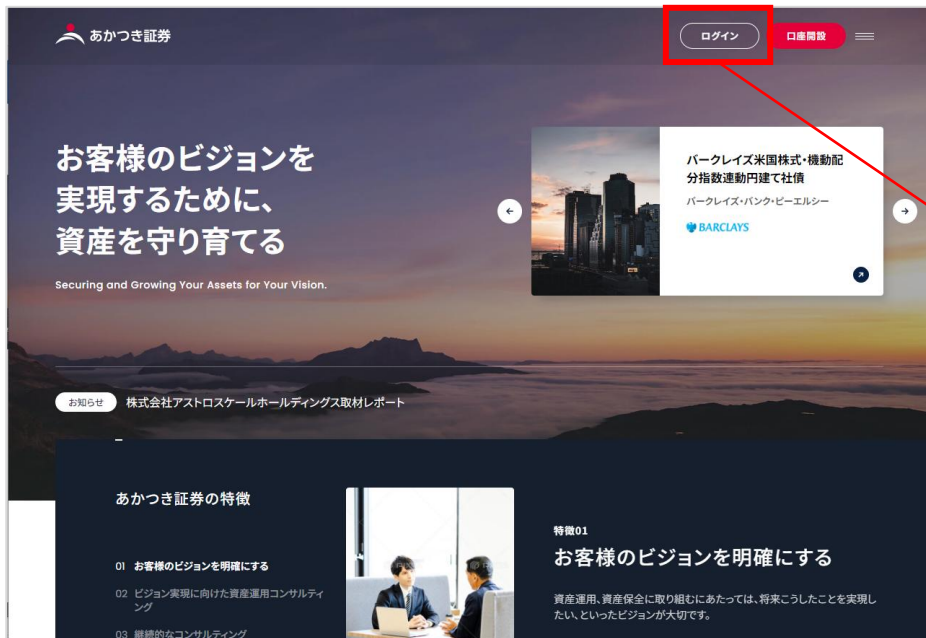 あかつき証券
ログイン
口座開設
お客様のビジョンを
実現するために、
資産を守り育てる
Securing and Growing Your Assets for Your Vision.
バークレイズ米国株式・機動配
分指数連動円建て社債
バークレイズ・バンク・ピーエルシー
BARCLAYS
お知らせ 株式会社アストロスケールホールディングス取材レポート
あかつき証券の特徴
01 お客様のビジョンを明確にする
02 ビジョン実現に向けた資産運用コンサルティ
ング
03 継続的なコンサルティング
特徴01
お客様のビジョンを明確にする
資産運用、資産保全に取り組むにあたっては、将来こうしたことを実現し
たい、といったビジョンが大切です。